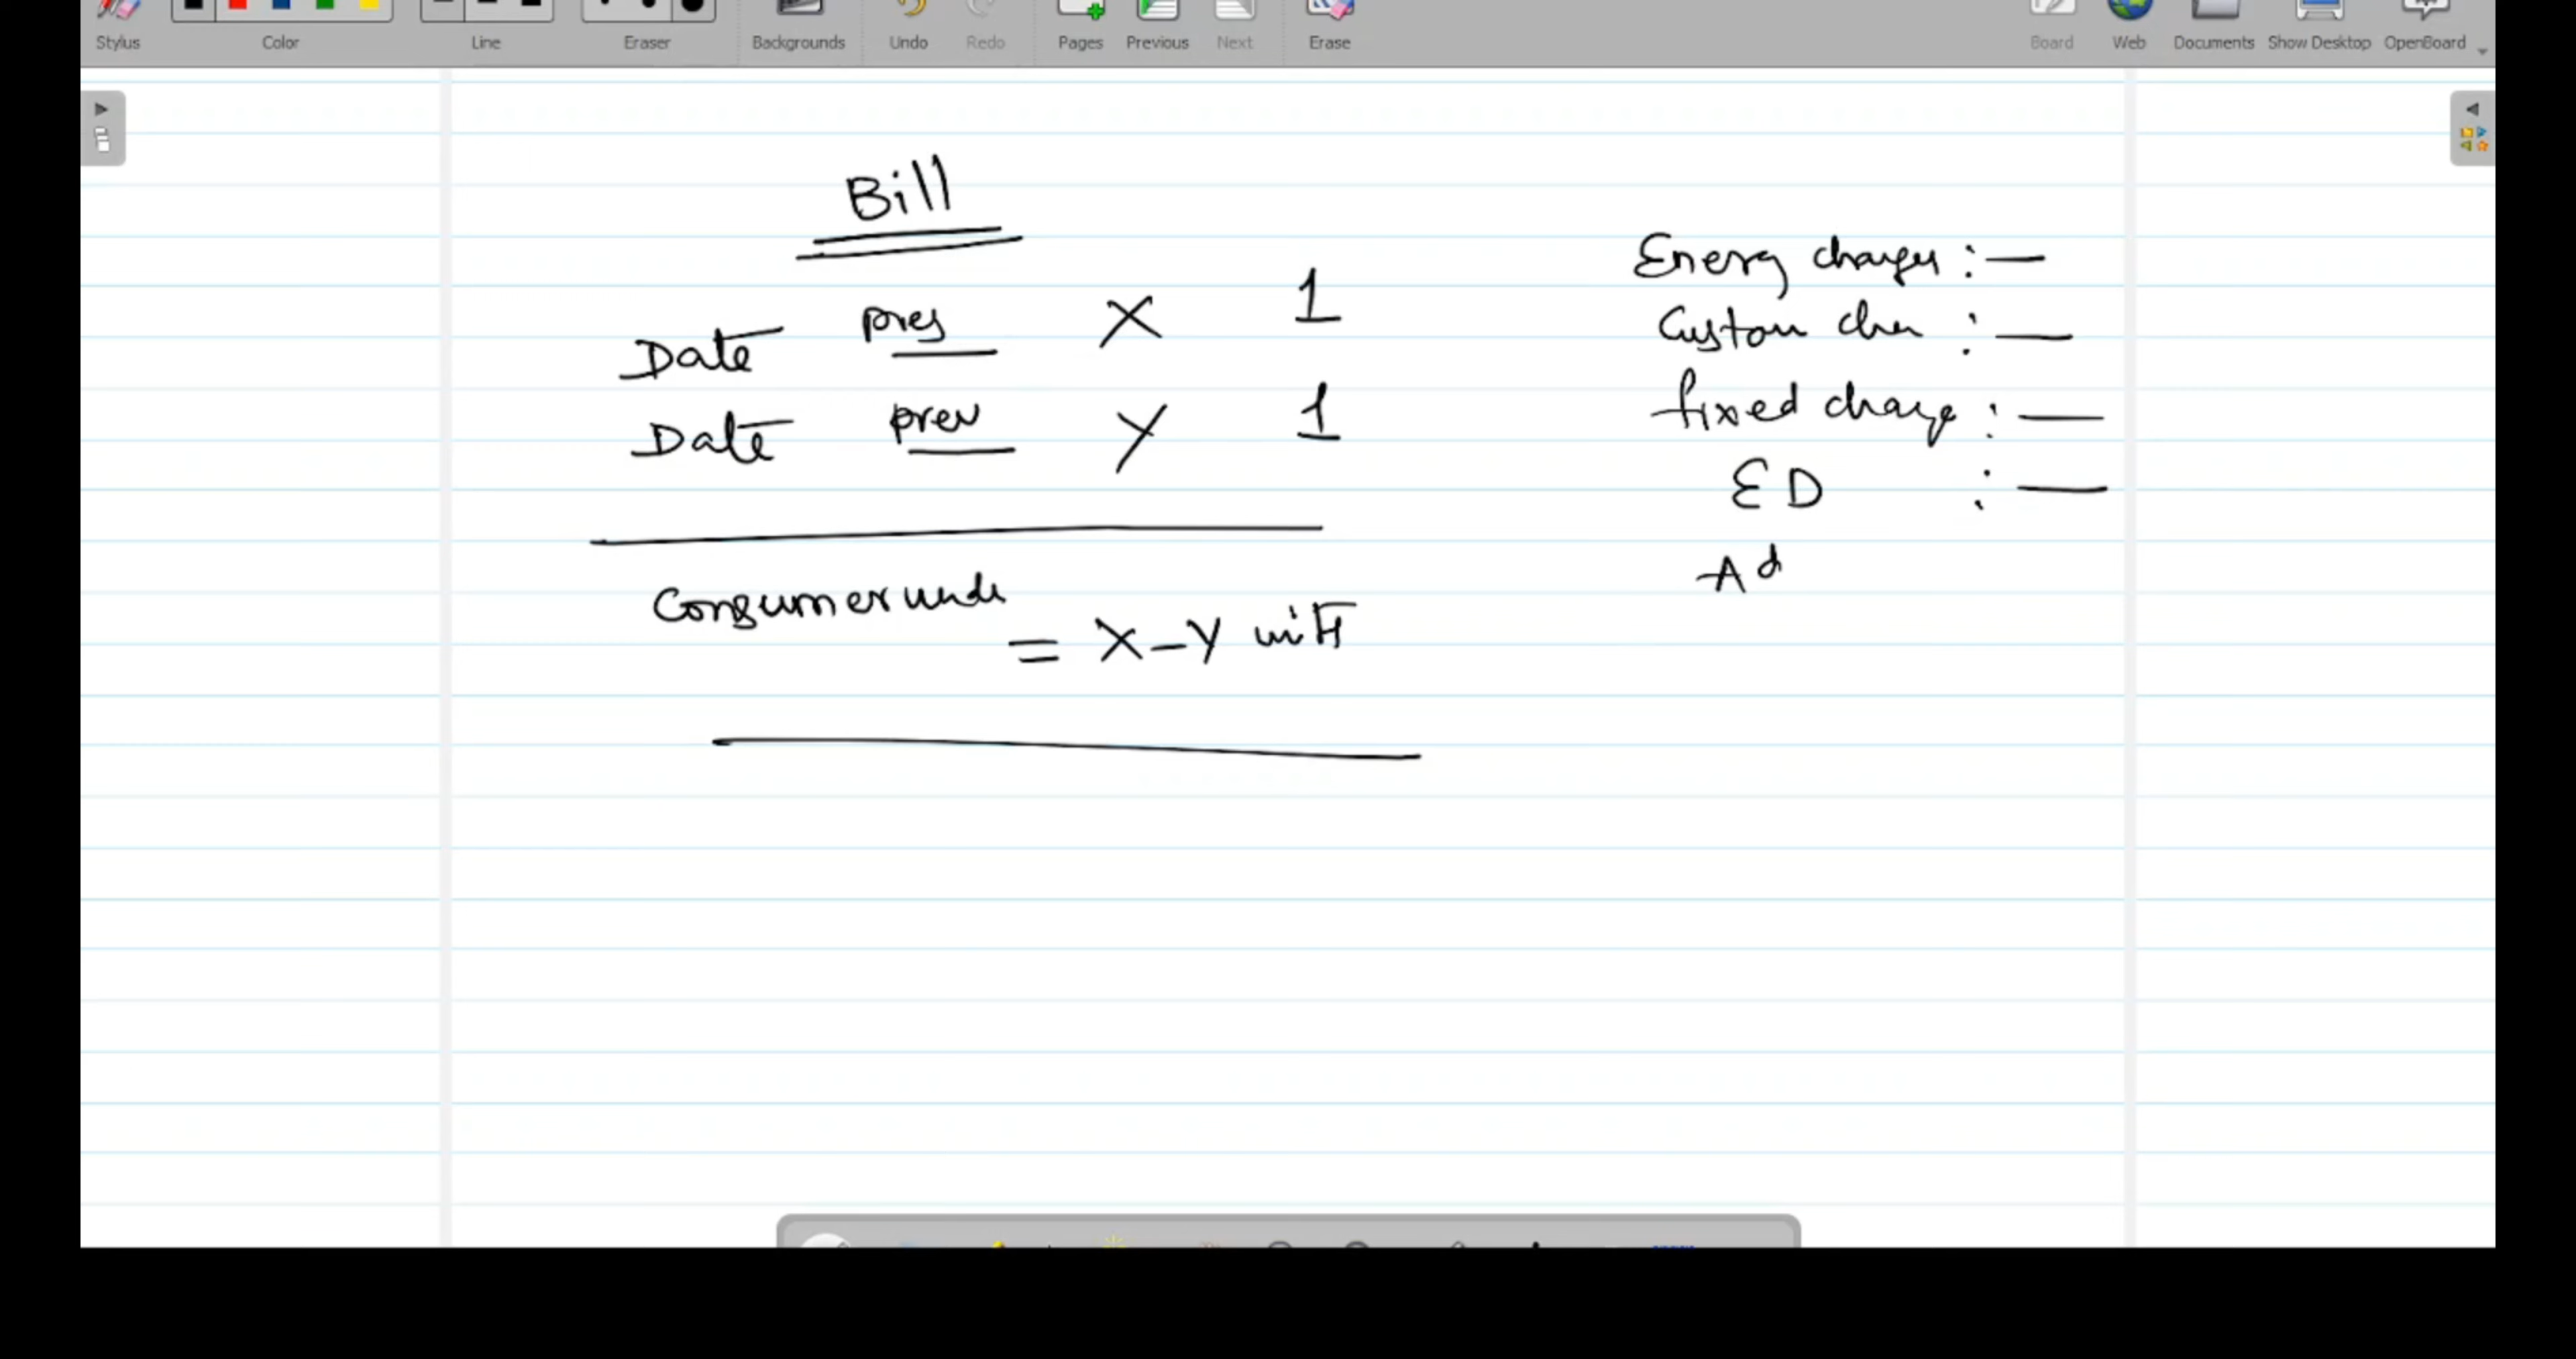 Stylus Color Line Eraser Backgrounds Undo Redo Pages Previous Next Erase Board Web Documents Show Desktop OpenBoard
Bill
Date pres X 1
Date prev Y 1
Consumer
= X - Y unit
Energy charges : —
Custom : —
fixed charge : —
ED : —
Ad